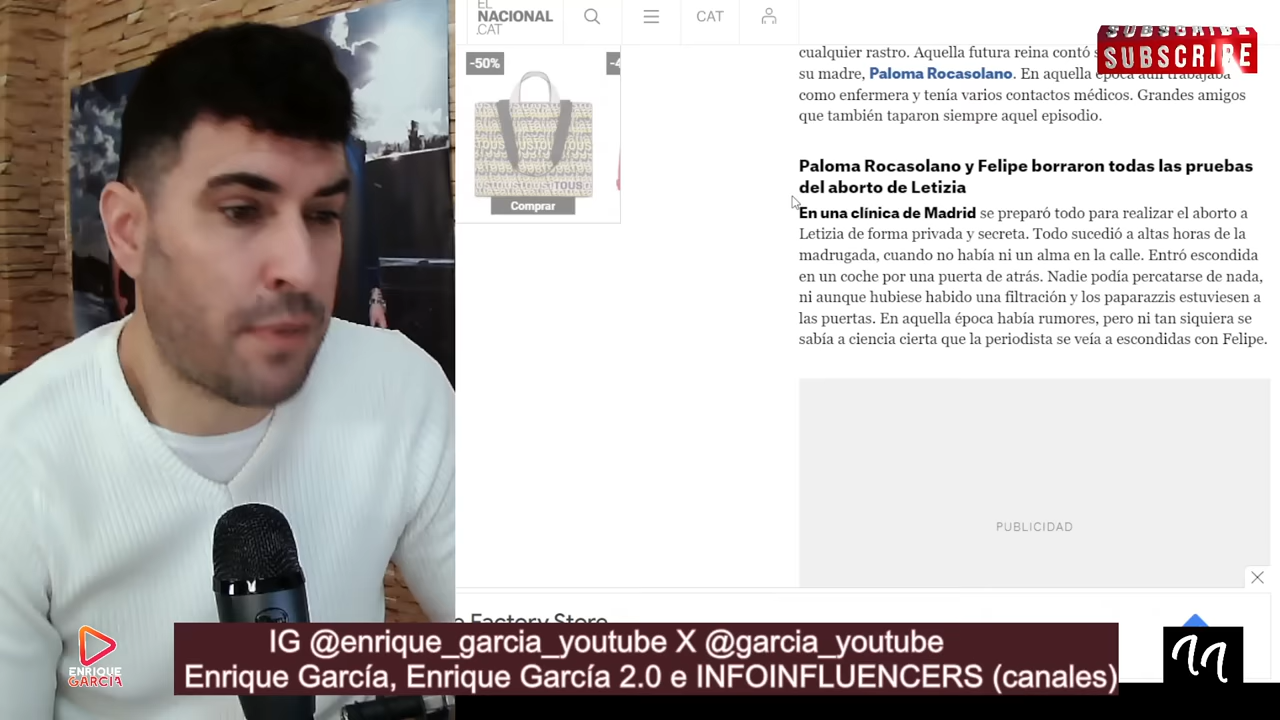 EL
NACIONAL
.CAT
CAT
SUBSCRIBE
SUBSCRIBE
-50%
TOUS
Comprar
cualquier rastro. Aquella futura reina contó
su madre, Paloma Rocasolano. En aquella época aún trabajaba
como enfermera y tenía varios contactos médicos. Grandes amigos
que también taparon siempre aquel episodio.
Paloma Rocasolano y Felipe borraron todas las pruebas
del aborto de Letizia
En una clínica de Madrid se preparó todo para realizar el aborto a
Letizia de forma privada y secreta. Todo sucedió a altas horas de la
madrugada, cuando no había ni un alma en la calle. Entró escondida
en un coche por una puerta de atrás. Nadie podía percatarse de nada,
ni aunque hubiese habido una filtración y los paparazzis estuviesen a
las puertas. En aquella época había rumores, pero ni tan siquiera se
sabía a ciencia cierta que la periodista se veía a escondidas con Felipe.
PUBLICIDAD
Factory Store
IG @enrique_garcia_youtube X @garcia_youtube
Enrique García, Enrique García 2.0 e INFOINFLUENCERS (canales)
ENRIQUE
GARCÍA